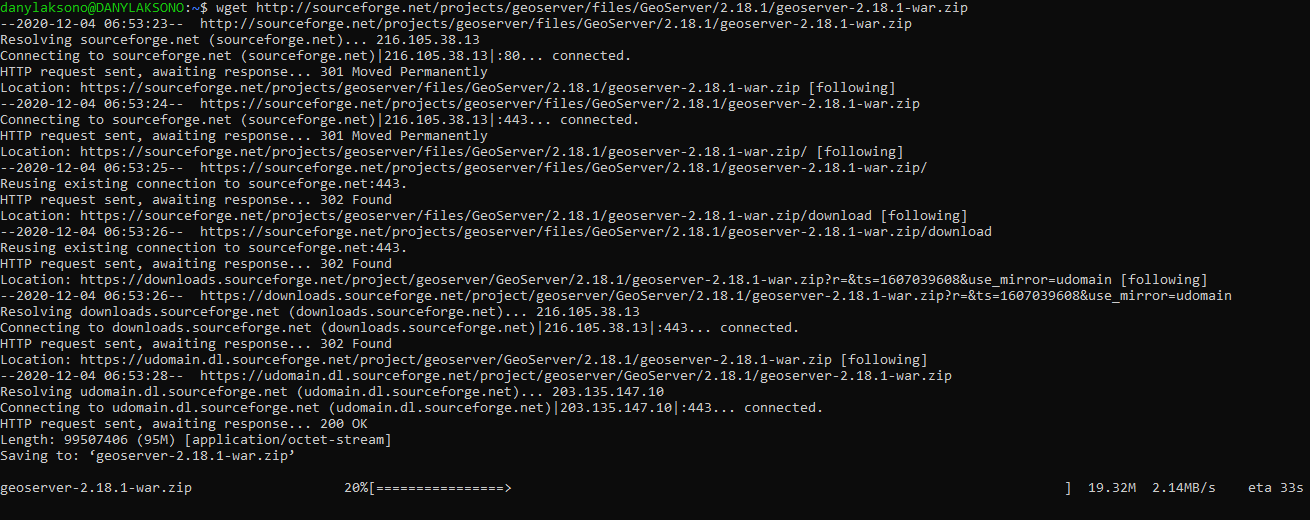 danylaksono@DANYLAKSONO:~$ wget http://sourceforge.net/projects/geoserver/files/GeoServer/2.18.1/geoserver-2.18.1-war.zip
--2020-12-04 06:53:23--  http://sourceforge.net/projects/geoserver/files/GeoServer/2.18.1/geoserver-2.18.1-war.zip
Resolving sourceforge.net (sourceforge.net)... 216.105.38.13
Connecting to sourceforge.net (sourceforge.net)|216.105.38.13|:80... connected.
HTTP request sent, awaiting response... 301 Moved Permanently
Location: https://sourceforge.net/projects/geoserver/files/GeoServer/2.18.1/geoserver-2.18.1-war.zip [following]
--2020-12-04 06:53:24--  https://sourceforge.net/projects/geoserver/files/GeoServer/2.18.1/geoserver-2.18.1-war.zip
Connecting to sourceforge.net (sourceforge.net)|216.105.38.13|:443... connected.
HTTP request sent, awaiting response... 301 Moved Permanently
Location: https://sourceforge.net/projects/geoserver/files/GeoServer/2.18.1/geoserver-2.18.1-war.zip/ [following]
--2020-12-04 06:53:25--  https://sourceforge.net/projects/geoserver/files/GeoServer/2.18.1/geoserver-2.18.1-war.zip/
Reusing existing connection to sourceforge.net:443.
HTTP request sent, awaiting response... 302 Found
Location: https://sourceforge.net/projects/geoserver/files/GeoServer/2.18.1/geoserver-2.18.1-war.zip/download [following]
--2020-12-04 06:53:26--  https://sourceforge.net/projects/geoserver/files/GeoServer/2.18.1/geoserver-2.18.1-war.zip/download
Reusing existing connection to sourceforge.net:443.
HTTP request sent, awaiting response... 302 Found
Location: https://downloads.sourceforge.net/project/geoserver/GeoServer/2.18.1/geoserver-2.18.1-war.zip?r=&ts=1607039608&use_mirror=udomain [following]
--2020-12-04 06:53:26--  https://downloads.sourceforge.net/project/geoserver/GeoServer/2.18.1/geoserver-2.18.1-war.zip?r=&ts=1607039608&use_mirror=udomain
Resolving downloads.sourceforge.net (downloads.sourceforge.net)... 216.105.38.13
Connecting to downloads.sourceforge.net (downloads.sourceforge.net)|216.105.38.13|:443... connected.
HTTP request sent, awaiting response... 302 Found
Location: https://udomain.dl.sourceforge.net/project/geoserver/GeoServer/2.18.1/geoserver-2.18.1-war.zip [following]
--2020-12-04 06:53:28--  https://udomain.dl.sourceforge.net/project/geoserver/GeoServer/2.18.1/geoserver-2.18.1-war.zip
Resolving udomain.dl.sourceforge.net (udomain.dl.sourceforge.net)... 203.135.147.10
Connecting to udomain.dl.sourceforge.net (udomain.dl.sourceforge.net)|203.135.147.10|:443... connected.
HTTP request sent, awaiting response... 200 OK
Length: 99507406 (95M) [application/octet-stream]
Saving to: ‘geoserver-2.18.1-war.zip’
geoserver-2.18.1-war.zip 20%[================> ] 19.32M 2.14MB/s eta 33s